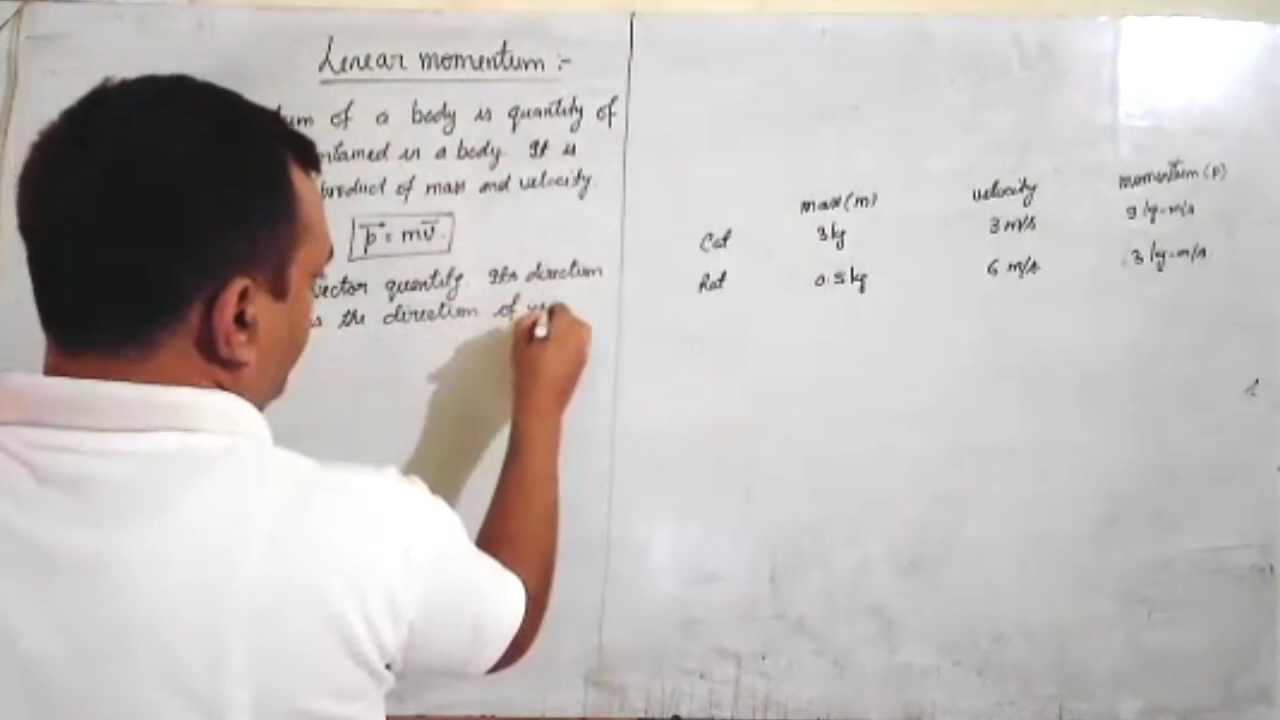 Linear momentum :-
of a body is quantity of
in a body. It is
product of mass and velocity.
p⃗ = mv⃗
vector quantity. Its direction
the direction of
mass (m) velocity momentum (p)
Cat 3 kg 3 m/s 9 kg-m/s
Rat 0.5 kg 6 m/s 3 kg-m/s